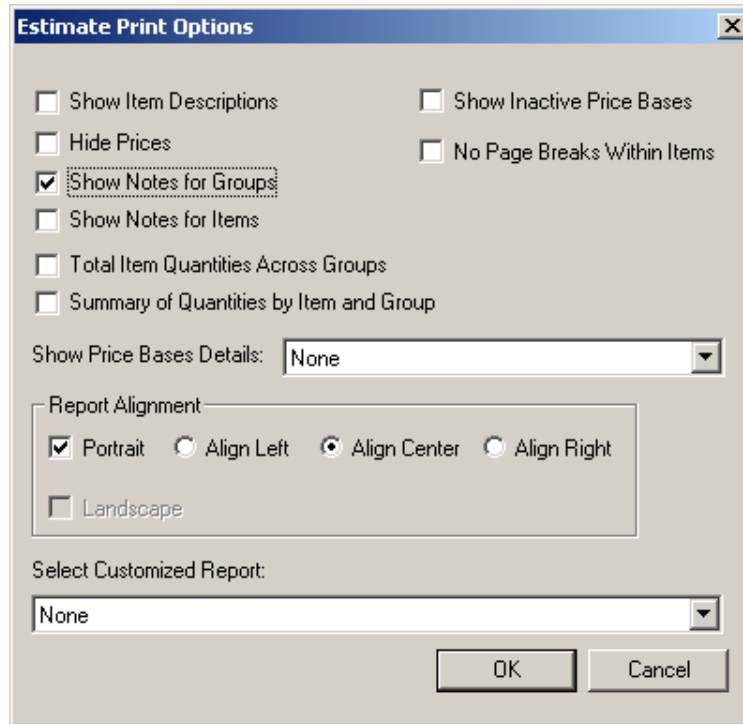 Estimate Print Options
Show Item Descriptions
Show Inactive Price Bases
Hide Prices
No Page Breaks Within Items
Show Notes for Groups
Show Notes for Items
Total Item Quantities Across Groups
Summary of Quantities by Item and Group
Show Price Bases Details: None
Report Alignment
Portrait Align Left Align Center Align Right
Landscape
Select Customized Report:
None
OK Cancel